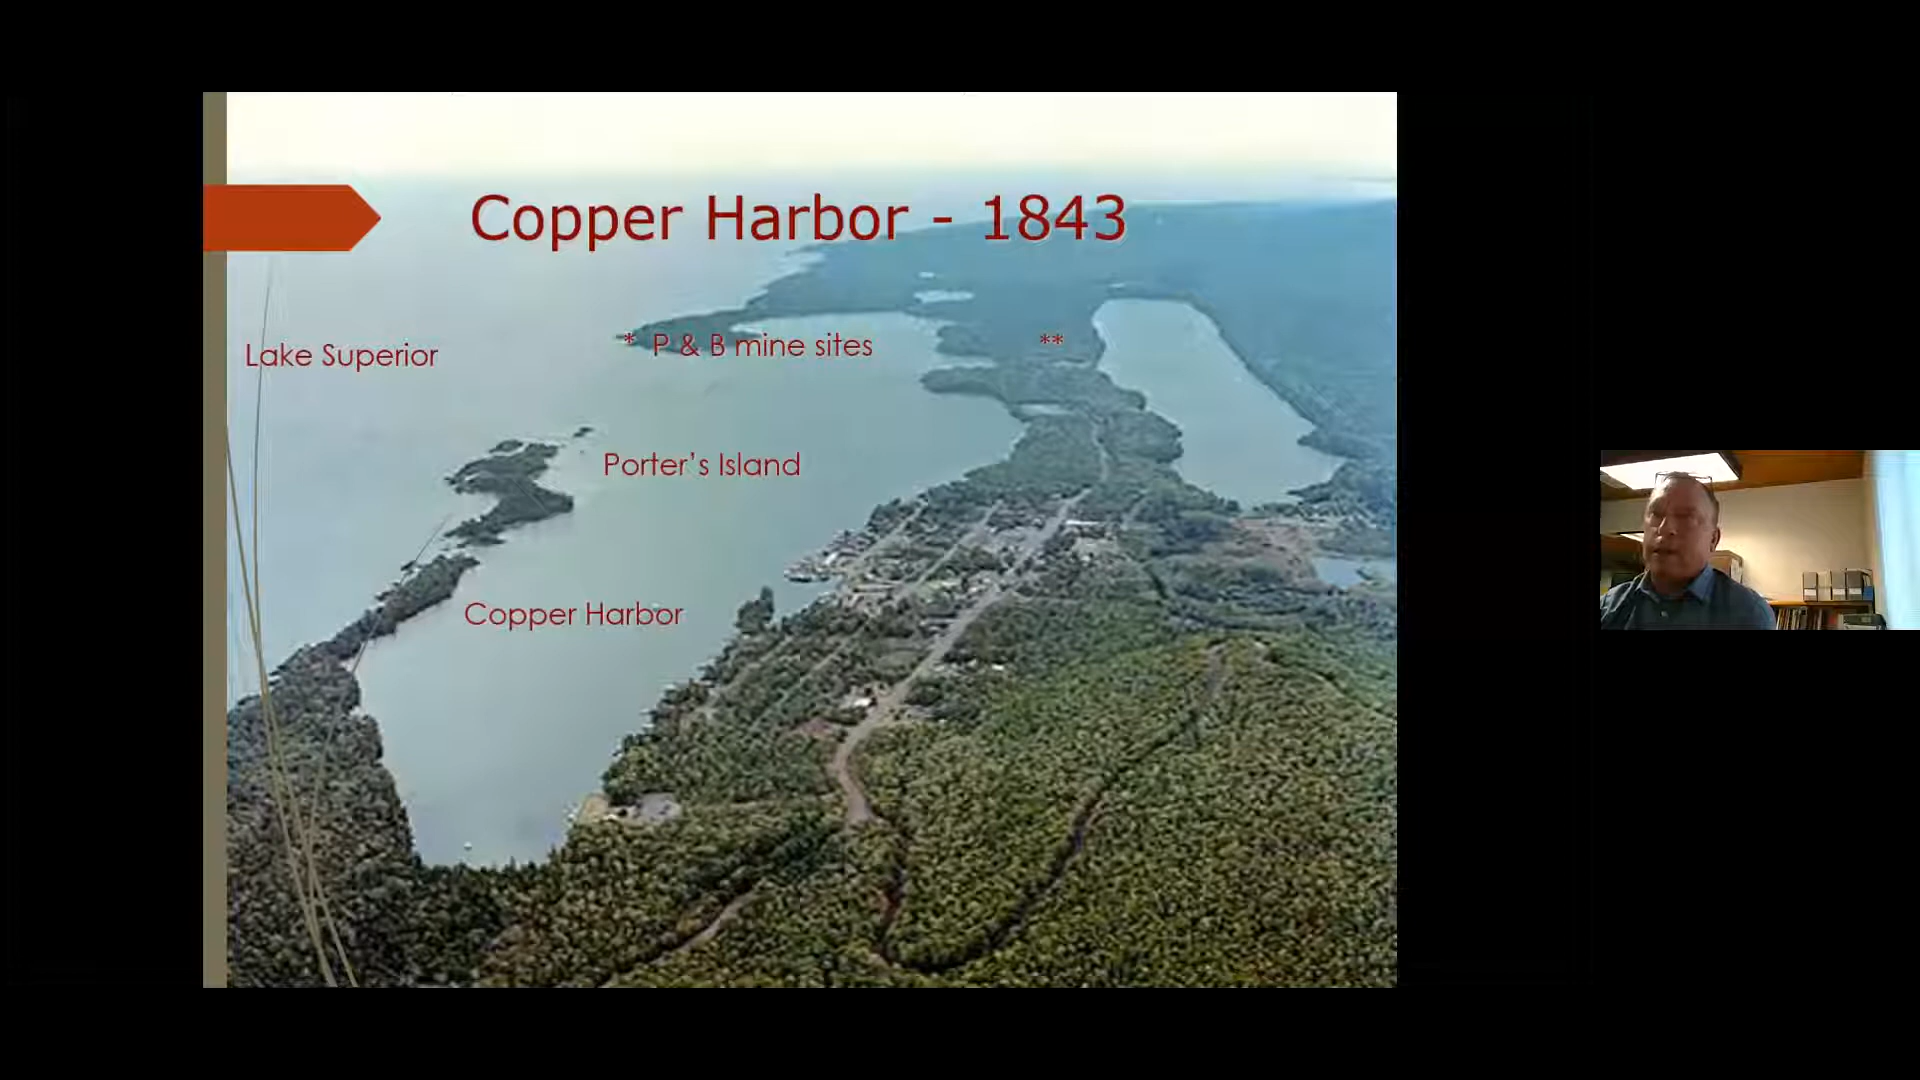 Copper Harbor - 1843
* P & B mine sites **
Lake Superior
Porter’s Island
Copper Harbor